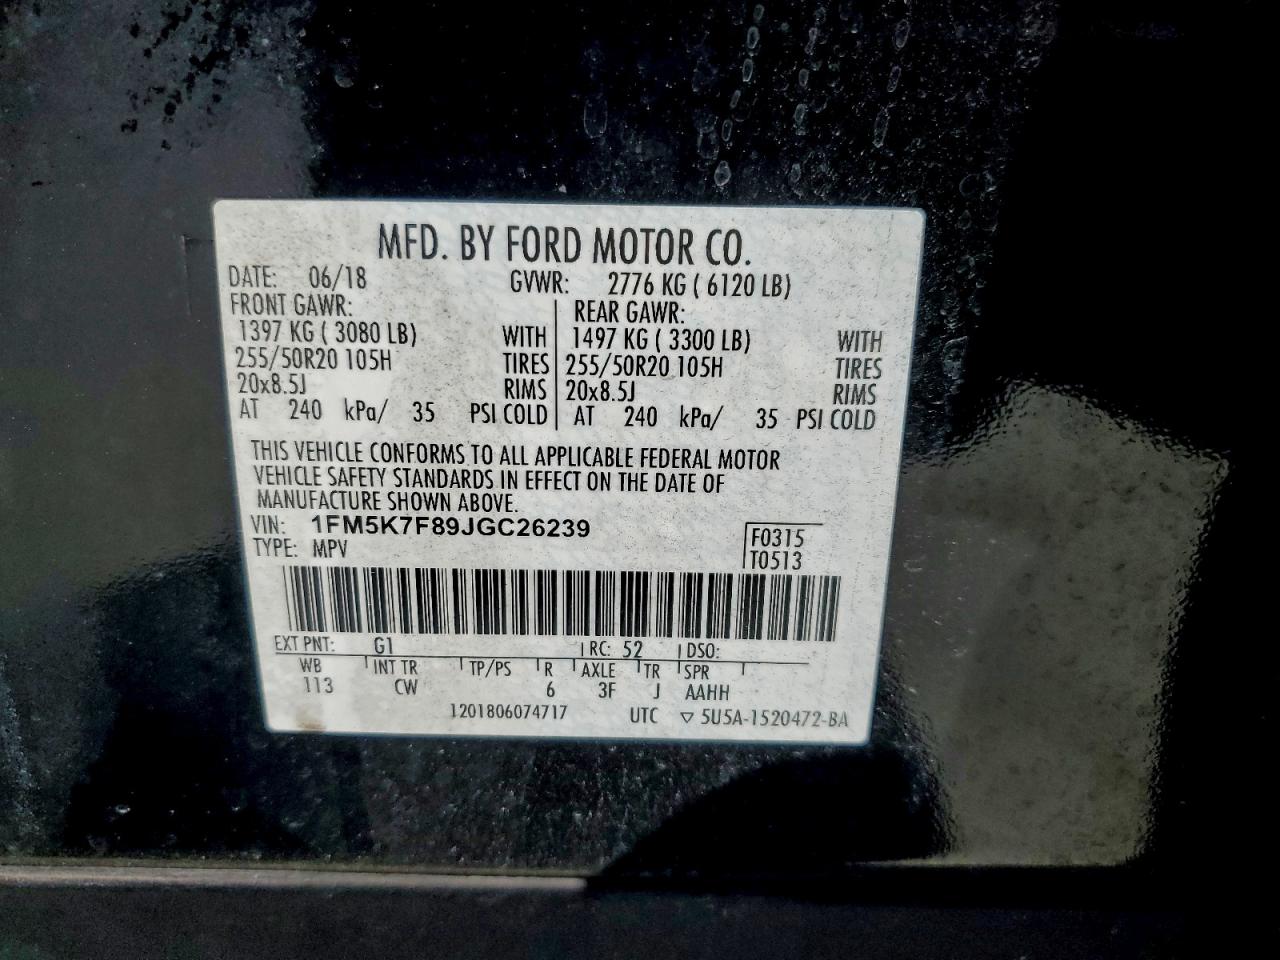 MFD. BY FORD MOTOR CO.
DATE: 06/18 GVWR: 2776 KG ( 6120 LB)
FRONT GAWR: REAR GAWR:
1397 KG ( 3080 LB) WITH 1497 KG ( 3300 LB) WITH
255/50R20 105H TIRES 255/50R20 105H TIRES
20x8.5J RIMS 20x8.5J RIMS
AT 240 kPa/ 35 PSI COLD AT 240 kPa/ 35 PSI COLD
THIS VEHICLE CONFORMS TO ALL APPLICABLE FEDERAL MOTOR
VEHICLE SAFETY STANDARDS IN EFFECT ON THE DATE OF
MANUFACTURE SHOWN ABOVE.
VIN: 1FM5K7F89JGC26239 F0315
TYPE: MPV T0513
EXT PNT: G1 RC: 52 DSO:
WB INT TR TP/PS R AXLE TR SPR
113 CW 6 3F J AAHH
1201806074717 UTC ▽ 5U5A-1520472-BA